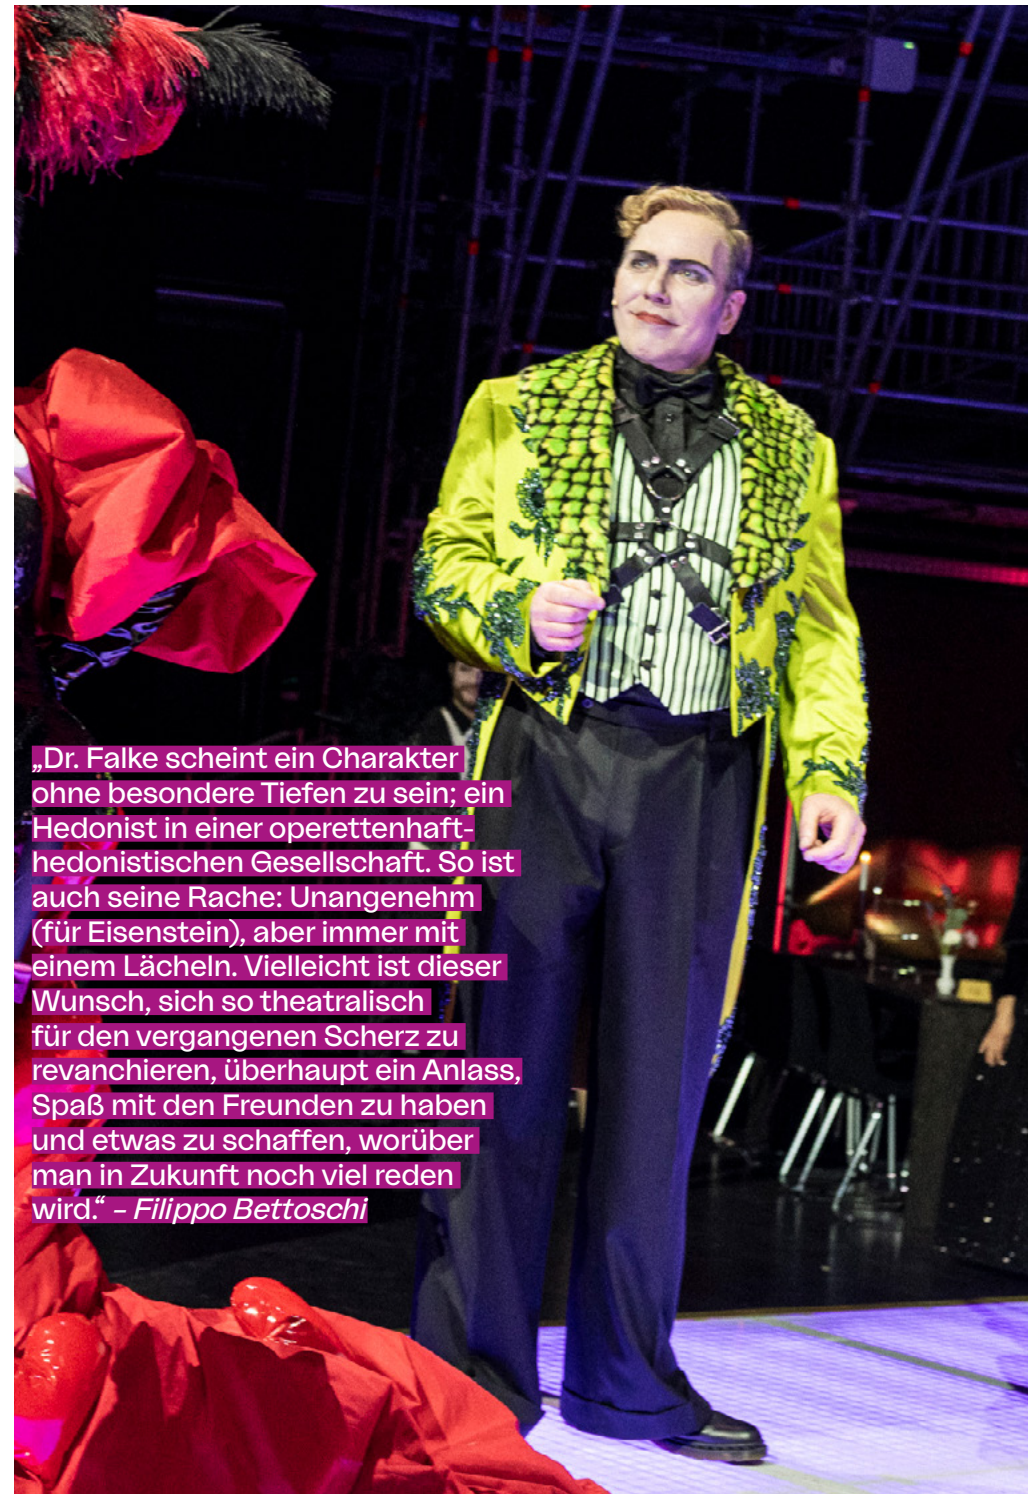 „Dr. Falke scheint ein Charakter
ohne besondere Tiefen zu sein; ein
Hedonist in einer operettenhaft-
hedonistischen Gesellschaft. So ist
auch seine Rache: Unangenehm
(für Eisenstein), aber immer mit
einem Lächeln. Vielleicht ist dieser
Wunsch, sich so theatralisch
für den vergangenen Scherz zu
revanchieren, überhaupt ein Anlass,
Spaß mit den Freunden zu haben
und etwas zu schaffen, worüber
man in Zukunft noch viel reden
wird.“ – Filippo Bettoschi